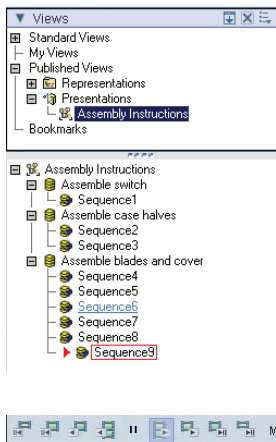 Views
Standard Views
My Views
Published Views
Representations
Presentations
Assembly Instructions
Bookmarks
Assembly Instructions
Assemble switch
Sequence1
Assemble case halves
Sequence2
Sequence3
Assemble blades and cover
Sequence4
Sequence5
Sequence6
Sequence7
Sequence8
Sequence9